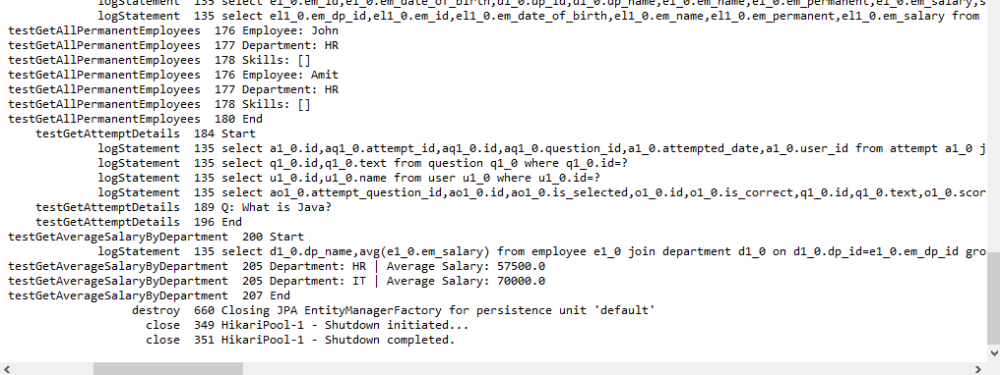 logStatement 135 select e1_0.em_id,e1_0.em_date_of_birth,d1_0.dp_id,d1_0.dp_name,e1_0.em_name,e1_0.em_permanent,e1_0.em_salary,s
logStatement 135 select el1_0.em_dp_id,el1_0.em_id,el1_0.em_date_of_birth,el1_0.em_name,el1_0.em_permanent,el1_0.em_salary from
testGetAllPermanentEmployees 176 Employee: John
testGetAllPermanentEmployees 177 Department: HR
testGetAllPermanentEmployees 178 Skills: []
testGetAllPermanentEmployees 176 Employee: Amit
testGetAllPermanentEmployees 177 Department: HR
testGetAllPermanentEmployees 178 Skills: []
testGetAllPermanentEmployees 180 End
testGetAttemptDetails 184 Start
logStatement 135 select a1_0.id,aq1_0.attempt_id,aq1_0.id,aq1_0.question_id,a1_0.attempted_date,a1_0.user_id from attempt a1_0 j
logStatement 135 select q1_0.id,q1_0.text from question q1_0 where q1_0.id=?
logStatement 135 select u1_0.id,u1_0.name from user u1_0 where u1_0.id=?
logStatement 135 select ao1_0.attempt_question_id,ao1_0.id,ao1_0.is_selected,o1_0.id,o1_0.is_correct,q1_0.id,q1_0.text,o1_0.scor
testGetAttemptDetails 189 Q: What is Java?
testGetAttemptDetails 196 End
testGetAverageSalaryByDepartment 200 Start
logStatement 135 select d1_0.dp_name,avg(e1_0.em_salary) from employee e1_0 join department d1_0 on d1_0.dp_id=e1_0.em_dp_id gro
testGetAverageSalaryByDepartment 205 Department: HR | Average Salary: 57500.0
testGetAverageSalaryByDepartment 205 Department: IT | Average Salary: 70000.0
testGetAverageSalaryByDepartment 207 End
destroy 660 Closing JPA EntityManagerFactory for persistence unit 'default'
close 349 HikariPool-1 - Shutdown initiated...
close 351 HikariPool-1 - Shutdown completed.